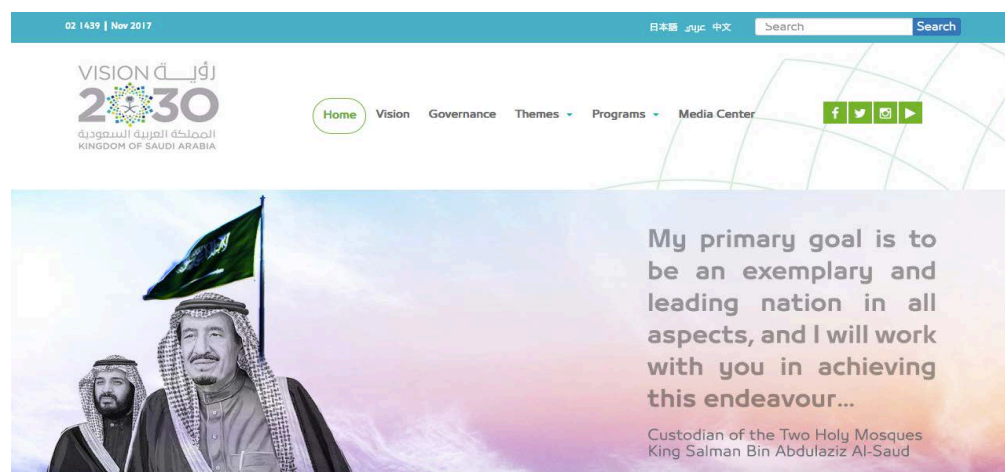 02 1439 | Nov 2017
日本語 عربي 中文
Search
Search
VISION رؤيـــة
2030
المملكة العربية السعودية
KINGDOM OF SAUDI ARABIA
Home
Vision
Governance
Themes
Programs
Media Center
My primary goal is to
be an exemplary and
leading nation in all
aspects, and I will work
with you in achieving
this endeavour...
Custodian of the Two Holy Mosques
King Salman Bin Abdulaziz Al-Saud